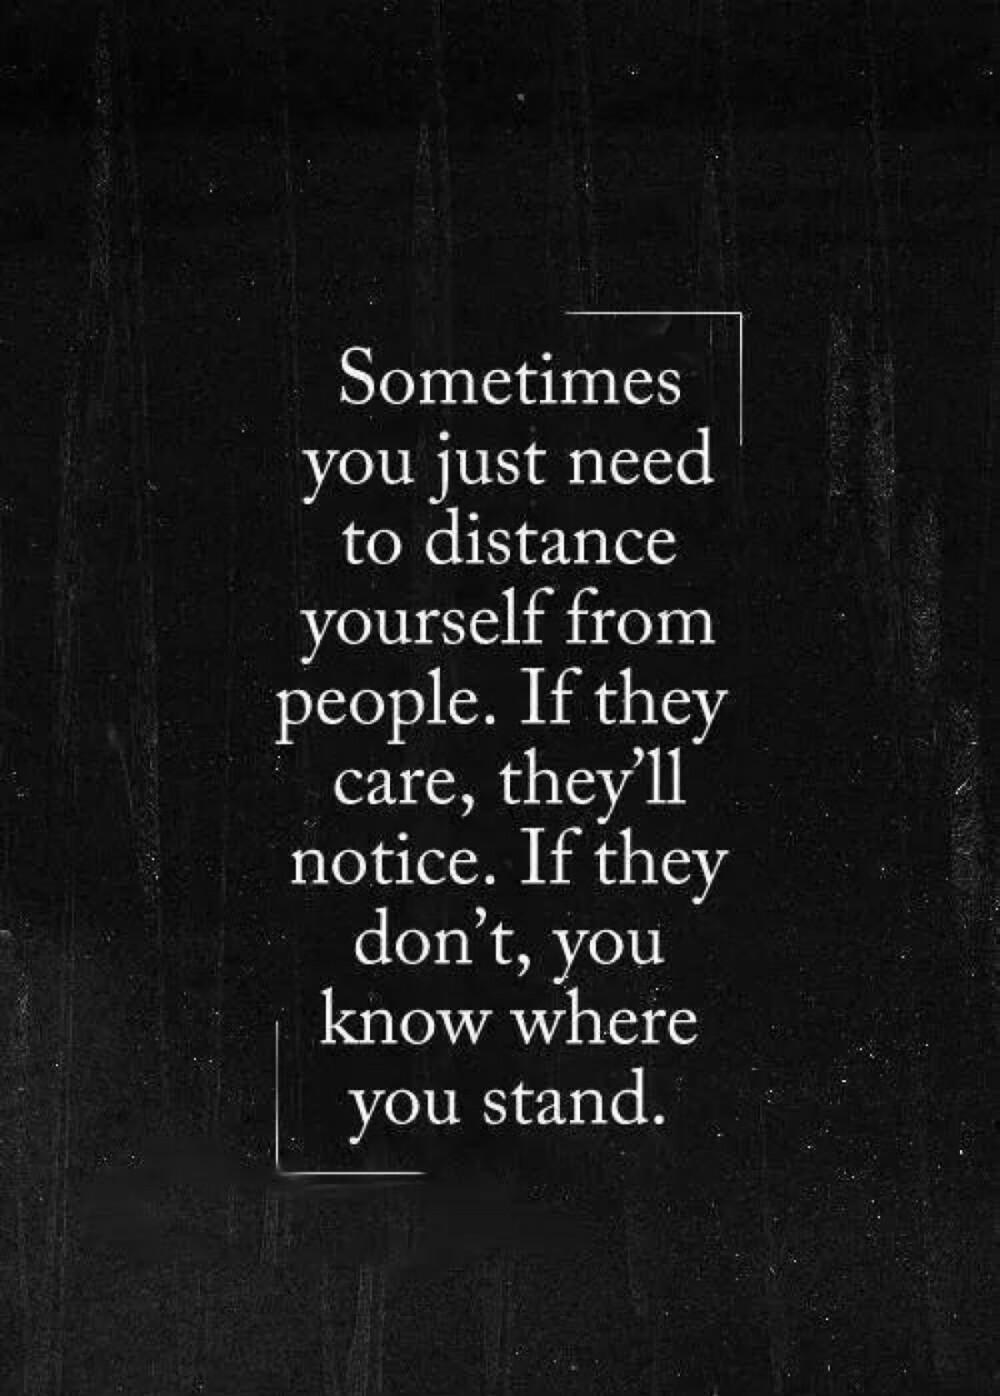 Sometimes
you just need
to distance
yourself from
people. If they
care, they’ll
notice. If they
don’t, you
know where
you stand.